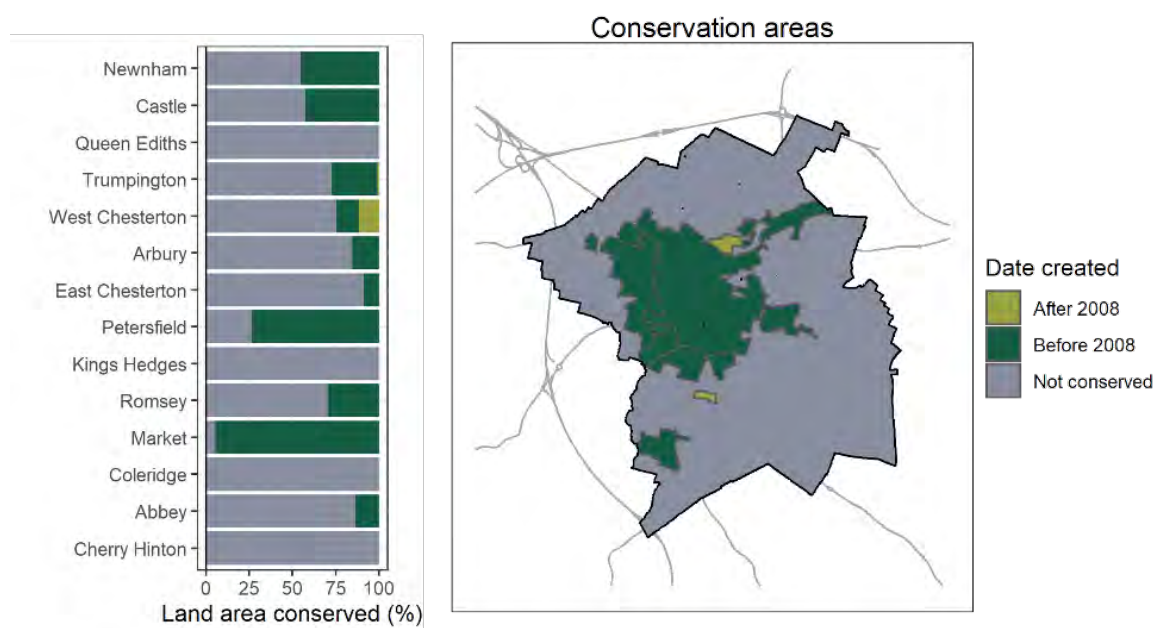 Conservation areas
Newnham
Castle
Queen Ediths
Trumpington
West Chesterton
Arbury
East Chesterton
Petersfield
Kings Hedges
Romsey
Market
Coleridge
Abbey
Cherry Hinton
0 25 50 75 100
Land area conserved (%)
Date created
After 2008
Before 2008
Not conserved